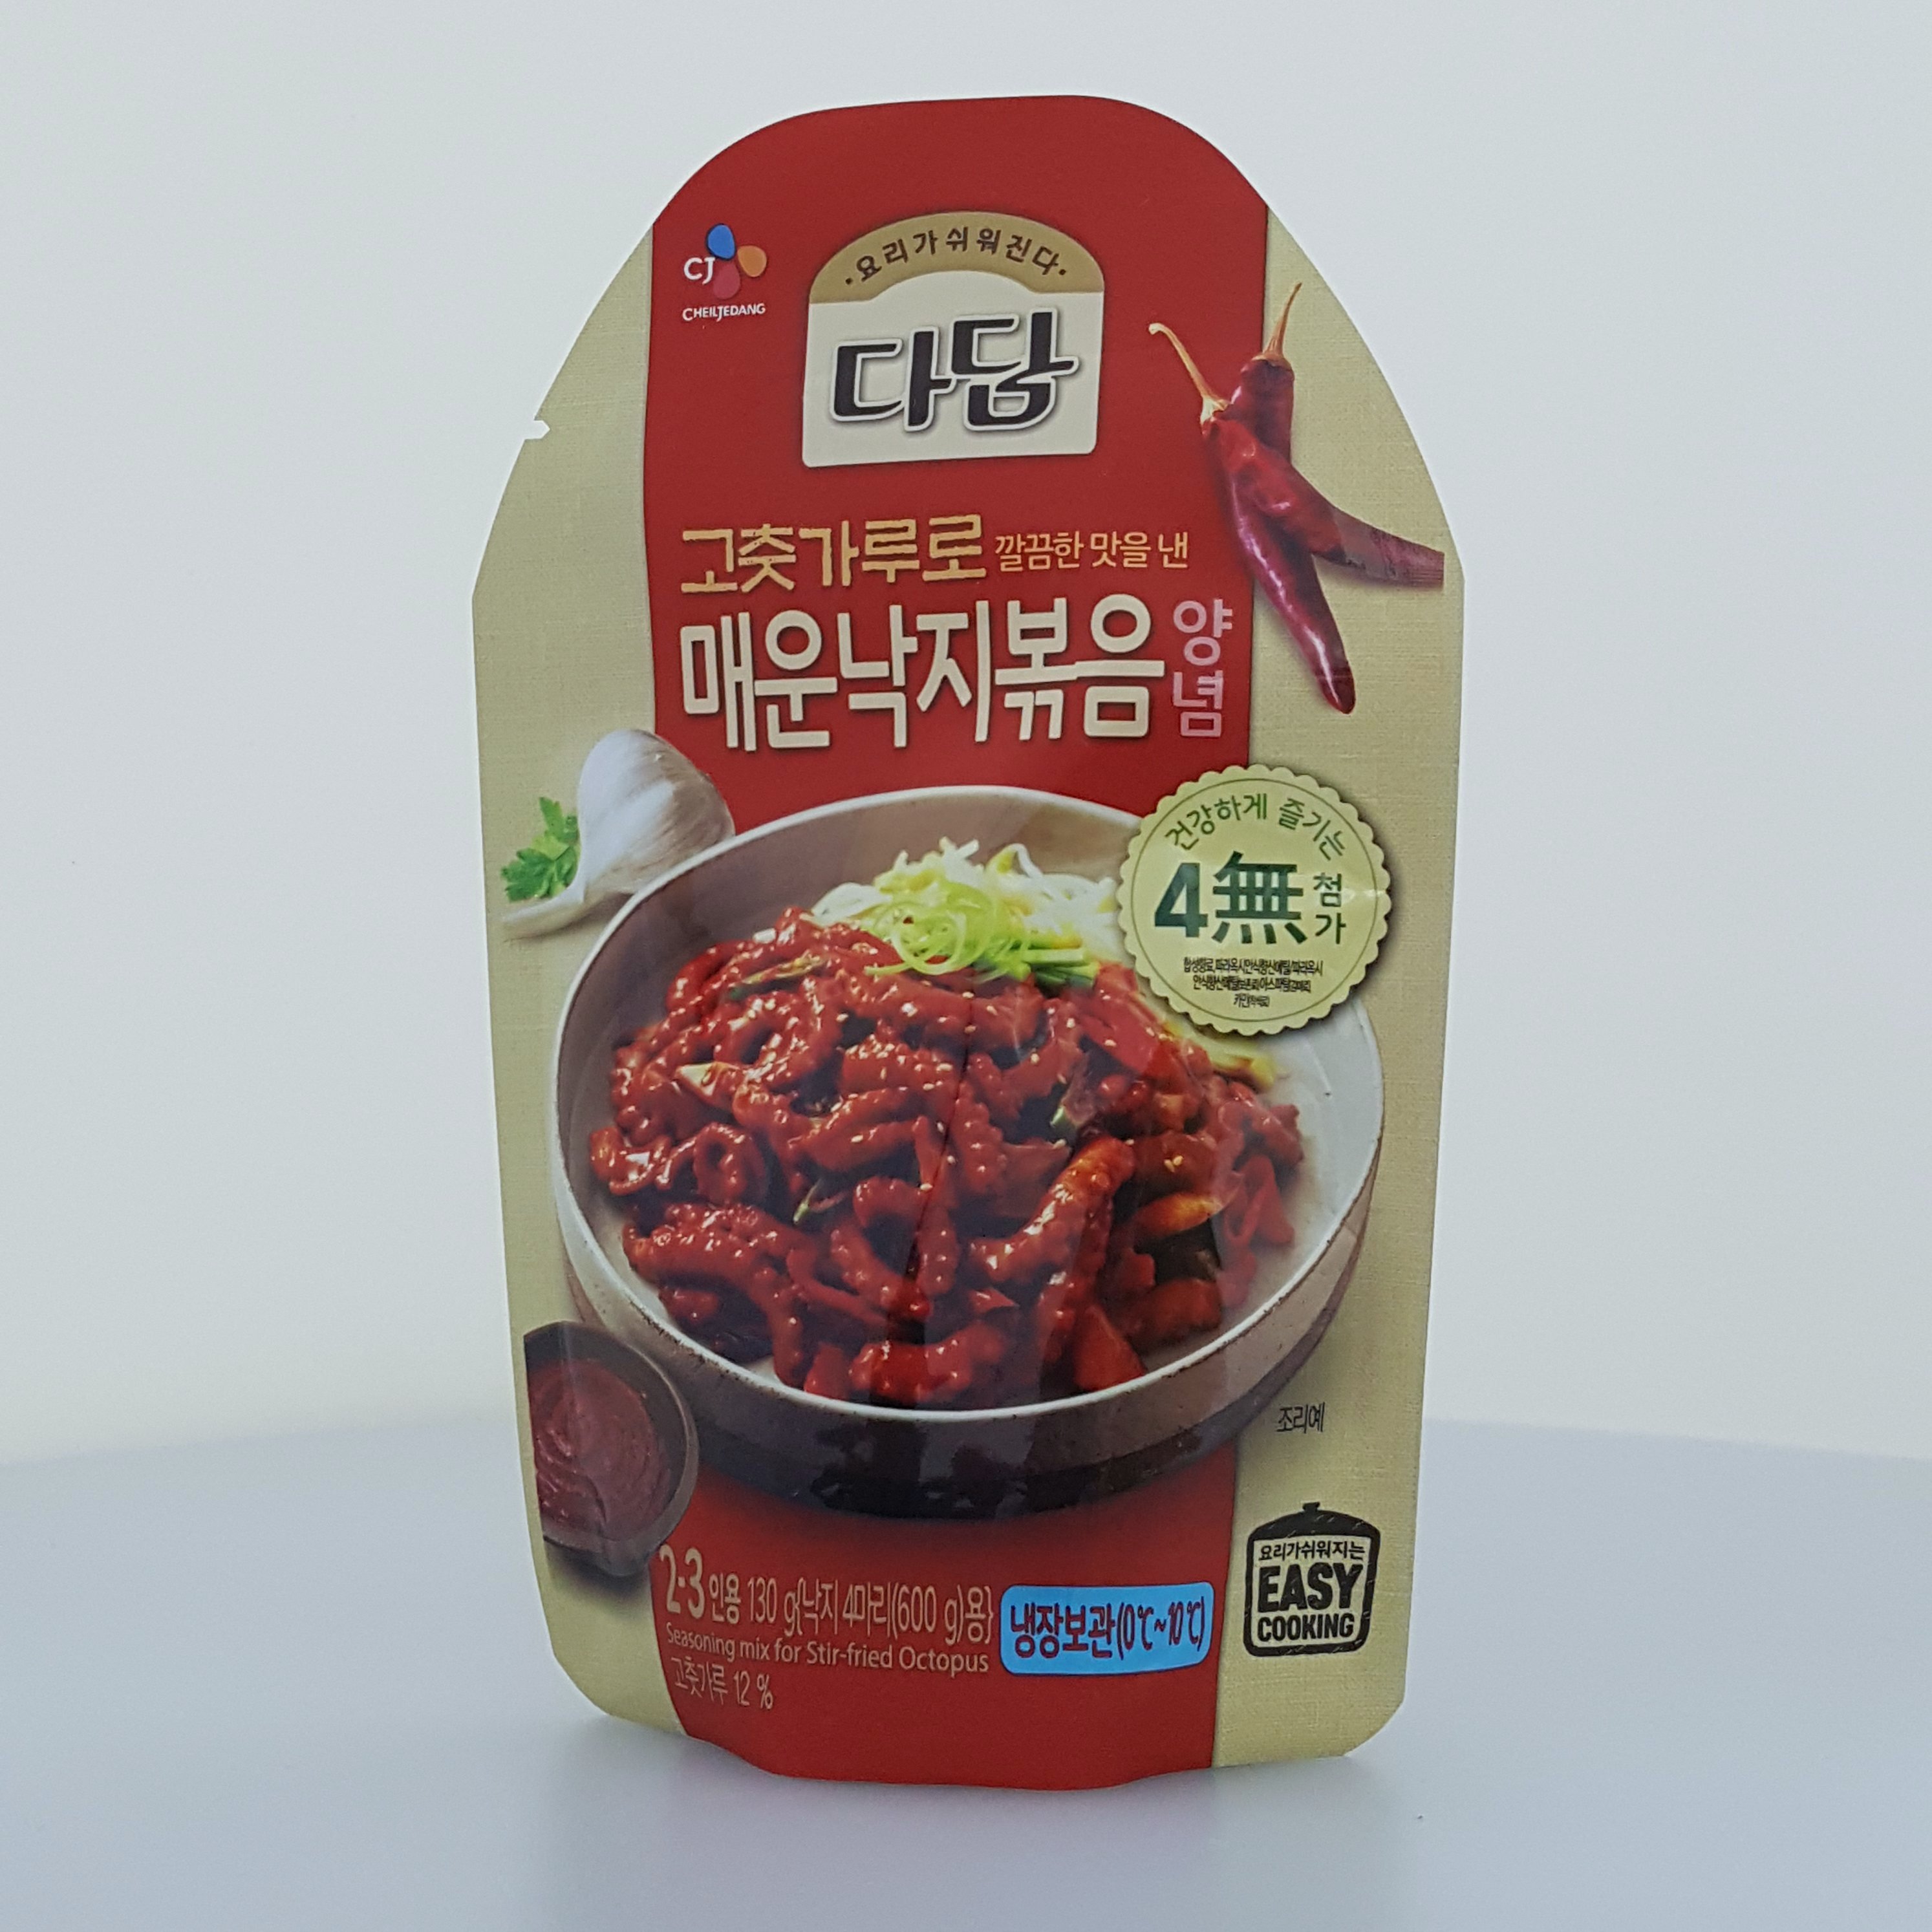 CJ
CHEILJEDANG
·요리가쉬워진다·
다담
고춧가루로 깔끔한 맛을 낸
매운낙지볶음 양념
건강하게 즐기는
4無 첨가
조리예
요리가쉬워지는
EASY
COOKING
2-3 인용 130 g{낙지 4마리(600 g)용}
냉장보관(0℃~10℃)
Seasoning mix for Stir-fried Octopus
고춧가루 12 %